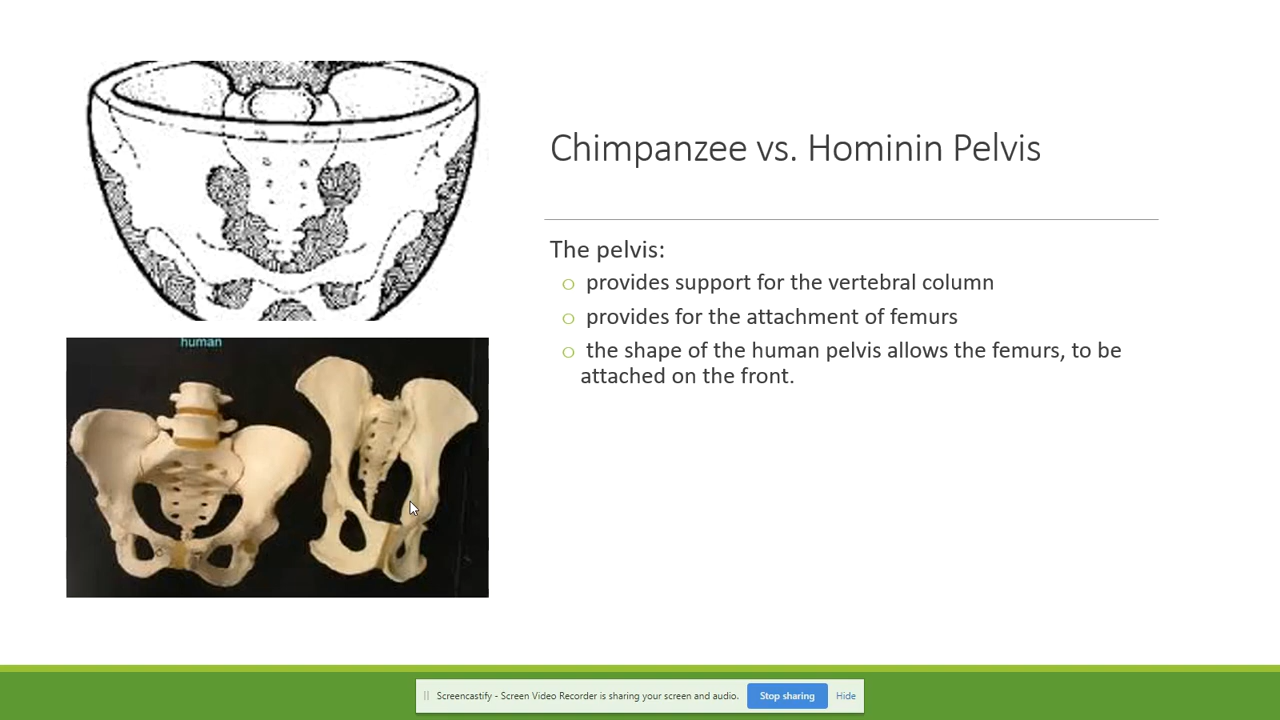 Chimpanzee vs. Hominin Pelvis
The pelvis:
provides support for the vertebral column
provides for the attachment of femurs
the shape of the human pelvis allows the femurs, to be
attached on the front.
human
Screencastify - Screen Video Recorder is sharing your screen and audio.
Stop sharing
Hide